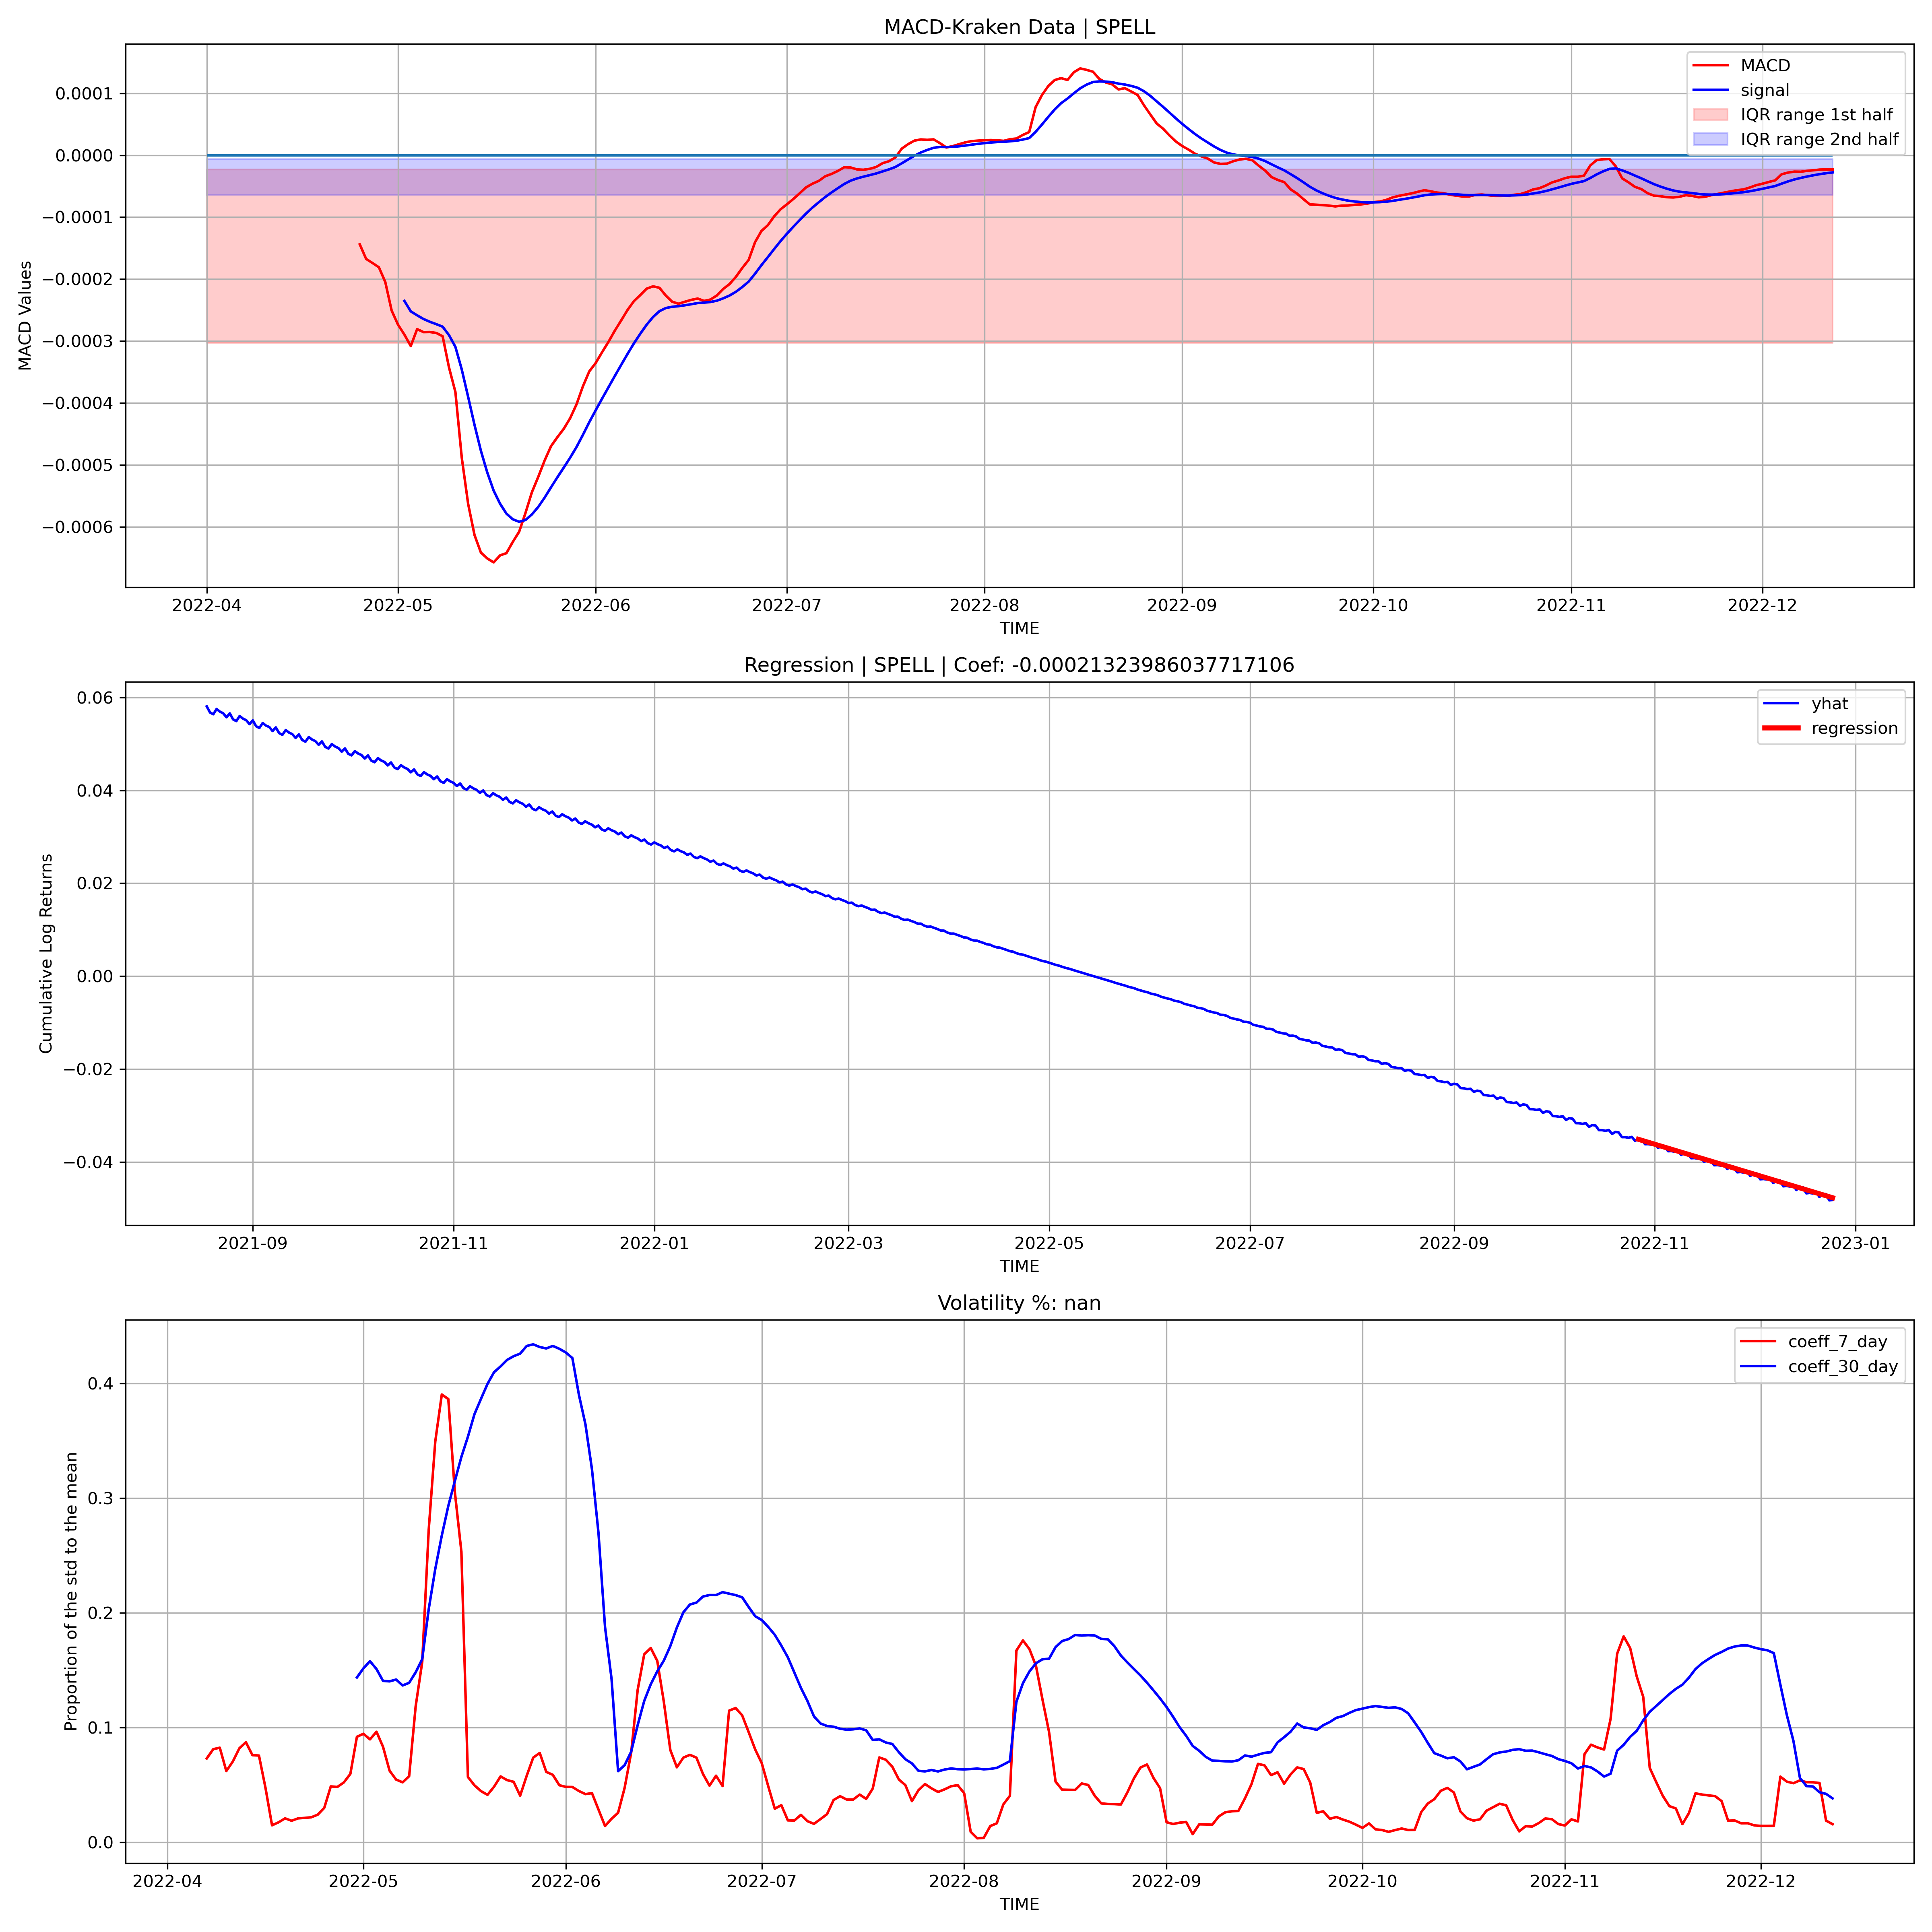 MACD-Kraken Data | SPELL
MACD
signal
IQR range 1st half
IQR range 2nd half
MACD Values
0.0001
0.0000
−0.0001
−0.0002
−0.0003
−0.0004
−0.0005
−0.0006
2022-04 2022-05 2022-06 2022-07 2022-08 2022-09 2022-10 2022-11 2022-12
TIME
Regression | SPELL | Coef: -0.00021323986037717106
yhat
regression
Cumulative Log Returns
0.06
0.04
0.02
0.00
−0.02
−0.04
2021-09 2021-11 2022-01 2022-03 2022-05 2022-07 2022-09 2022-11 2023-01
TIME
Volatility %: nan
coeff_7_day
coeff_30_day
Proportion of the std to the mean
0.4
0.3
0.2
0.1
0.0
2022-04 2022-05 2022-06 2022-07 2022-08 2022-09 2022-10 2022-11 2022-12
TIME